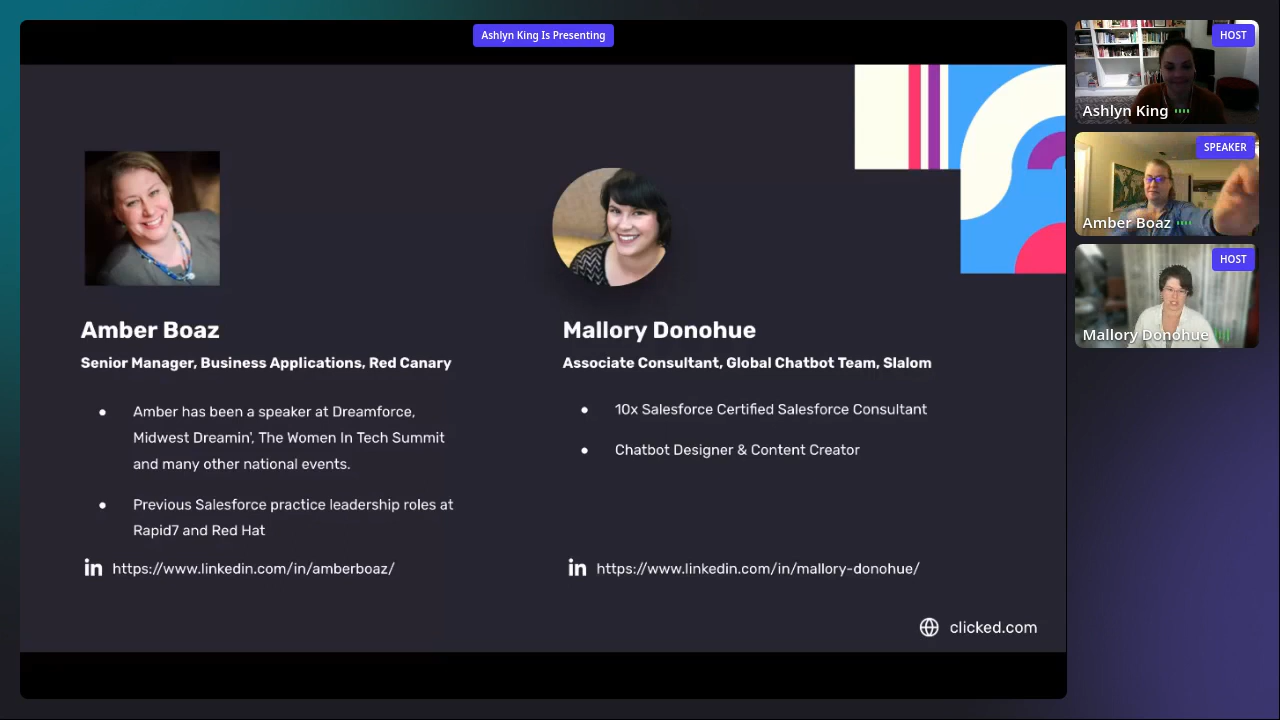 Ashlyn King Is Presenting
HOST
Ashlyn King
SPEAKER
Amber Boaz
HOST
Mallory Donohue
Amber Boaz
Senior Manager, Business Applications, Red Canary
Amber has been a speaker at Dreamforce,
Midwest Dreamin', The Women In Tech Summit
and many other national events.
Previous Salesforce practice leadership roles at
Rapid7 and Red Hat
in https://www.linkedin.com/in/amberboaz/
Mallory Donohue
Associate Consultant, Global Chatbot Team, Slalom
10x Salesforce Certified Salesforce Consultant
Chatbot Designer & Content Creator
in https://www.linkedin.com/in/mallory-donohue/
clicked.com